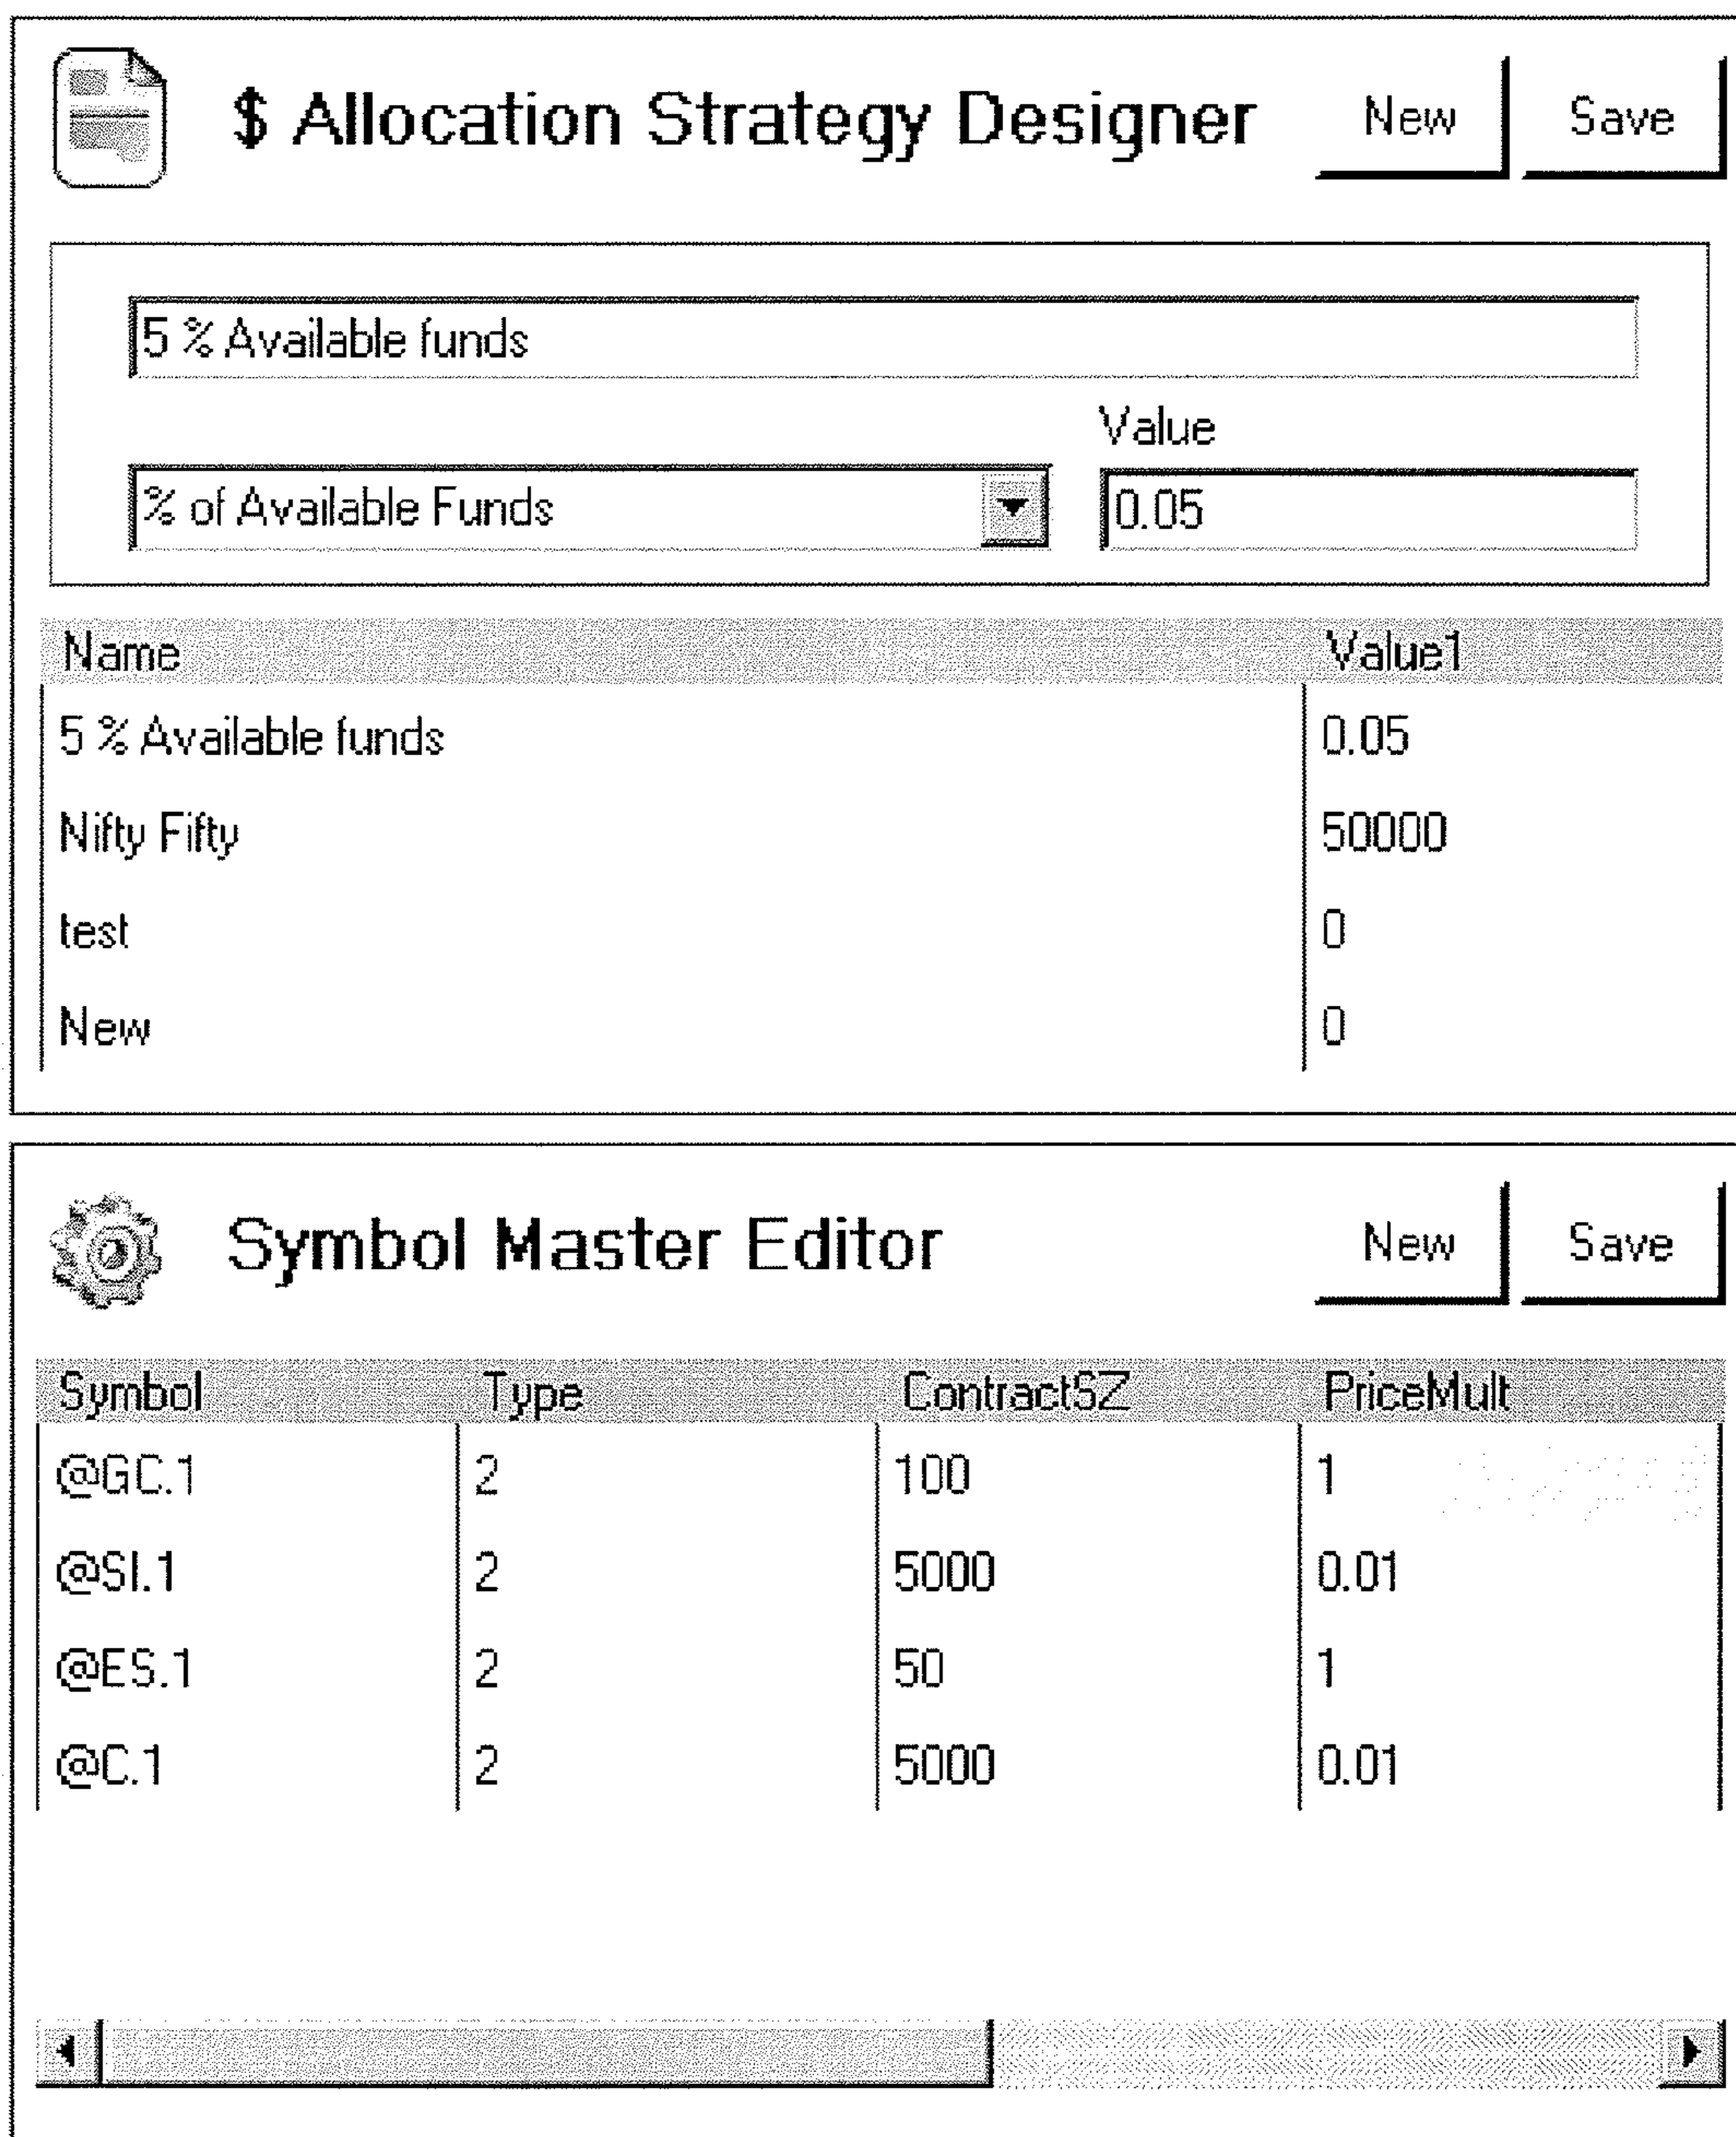 $ Allocation Strategy Designer New Save
5 % Available funds
Value
% of Available Funds 0.05
Name Value1
5 % Available funds 0.05
Nifty Fifty 50000
test 0
New 0
Symbol Master Editor New Save
Symbol Type ContractSZ PriceMult
@GC.1 2 100 1
@SI.1 2 5000 0.01
@ES.1 2 50 1
@C.1 2 5000 0.01